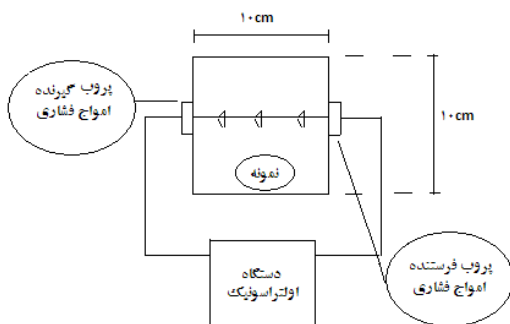 ۱۰cm
پروب گیرنده
امواج فشاری
۱۰cm
نمونه
دستگاه
اولتراسونیک
پروب فرستنده
امواج فشاری